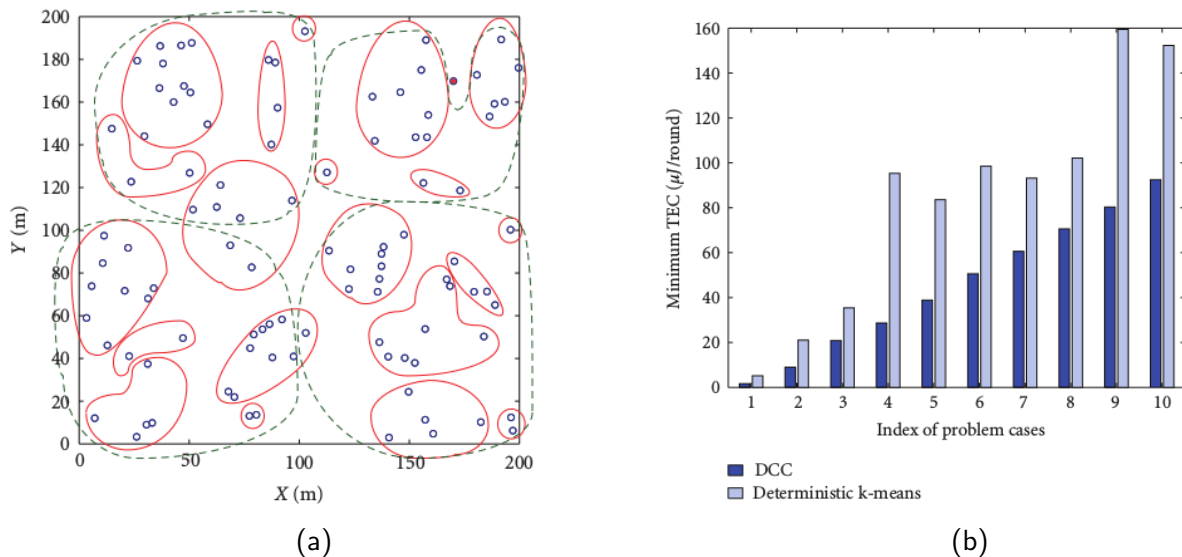 200
180
160
140
120
100
80
60
40
20
0
Y (m)
0
50
100
150
200
X (m)
(a)
160
140
120
100
80
60
40
20
0
Minimum TEC (μJ/round)
1 2 3 4 5 6 7 8 9 10
Index of problem cases
DCC
Deterministic k-means
(b)